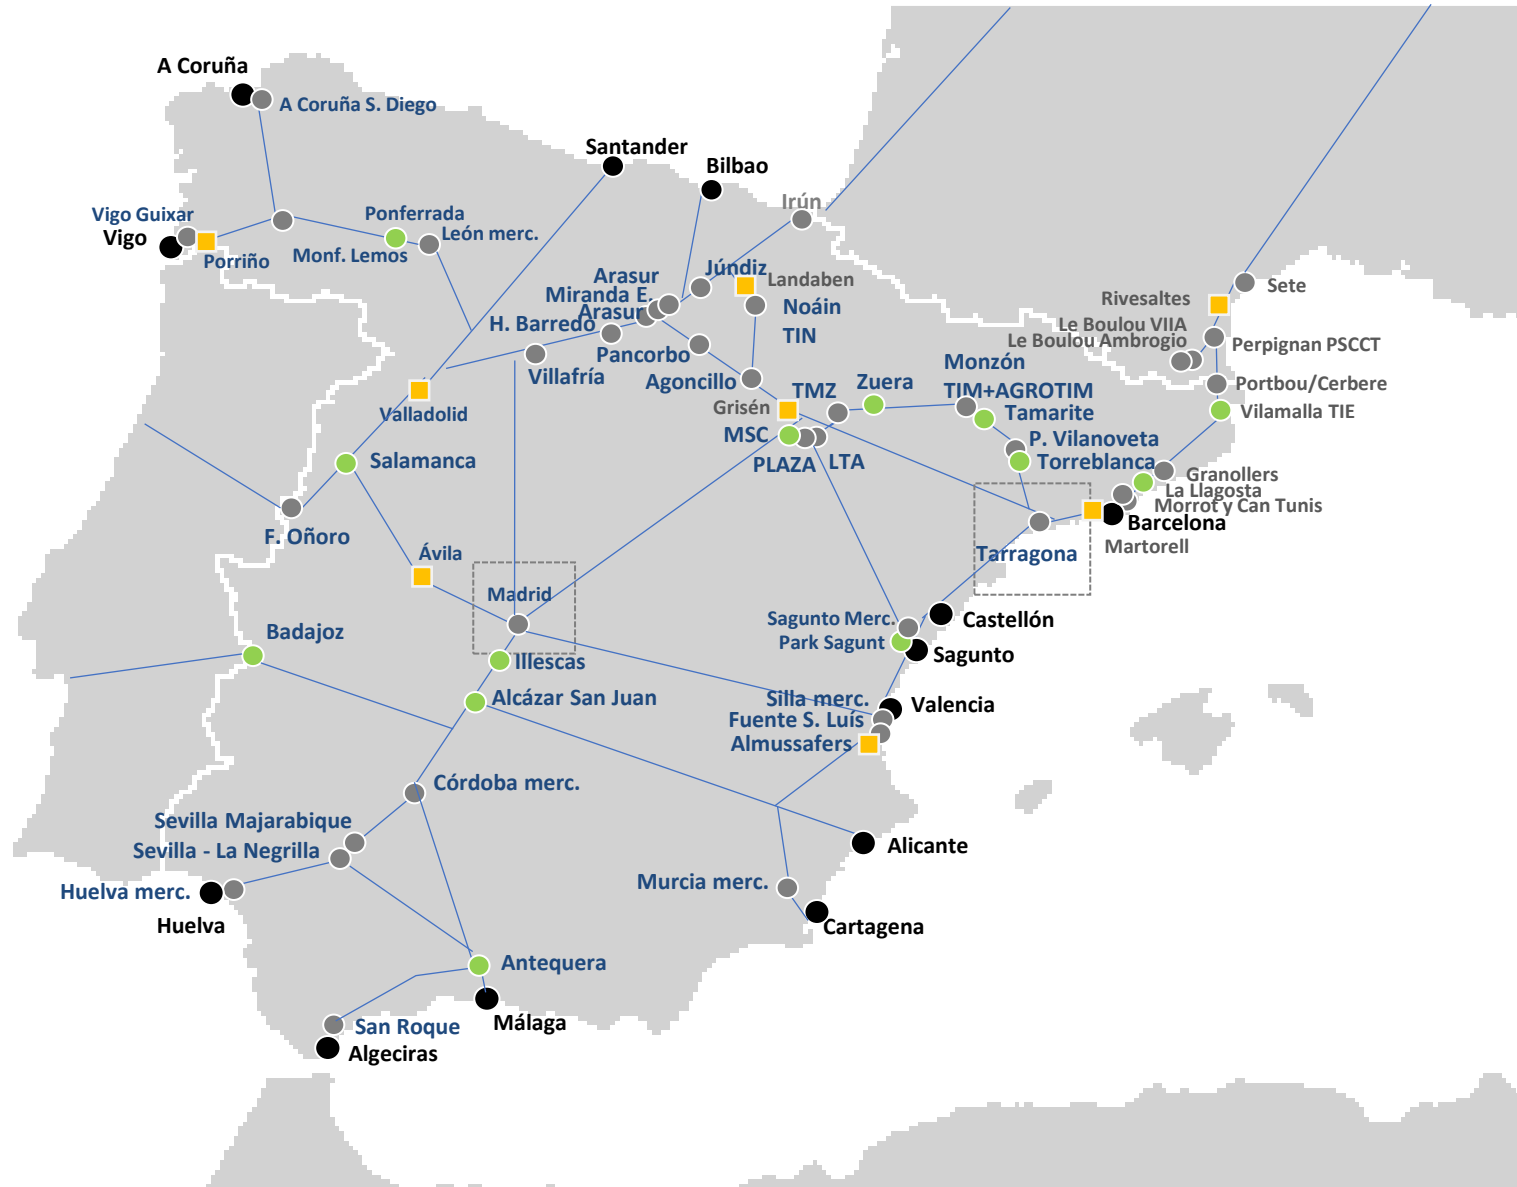 A Coruña
A Coruña S. Diego
Santander
Bilbao
Irún
Vigo Guixar
Vigo
Porriño
Ponferrada
León merc.
Monf. Lemos
Arasur
Júndiz
Landaben
Miranda E.
Arasur
Noáin
TIN
H. Barredo
Pancorbo
Villafría
Agoncillo
Rivesaltes
Sete
Le Boulou VIIA
Le Boulou Ambrogio
Perpignan PSCCT
Portbou/Cerbere
Vilamalla TIE
Monzón
TIM+AGROTIM
Tamarite
TMZ
Zuera
Grisén
MSC
PLAZA
LTA
P. Vilanoveta
Torreblanca
Granollers
La Llagosta
Morrot y Can Tunis
Barcelona
Martorell
Tarragona
Valladolid
Salamanca
F. Oñoro
Ávila
Madrid
Castellón
Sagunto Merc.
Park Sagunt
Sagunto
Badajoz
Illescas
Alcázar San Juan
Silla merc.
Valencia
Fuente S. Luís
Almussafers
Córdoba merc.
Sevilla Majarabique
Sevilla - La Negrilla
Alicante
Huelva merc.
Huelva
Murcia merc.
Cartagena
Antequera
Málaga
San Roque
Algeciras